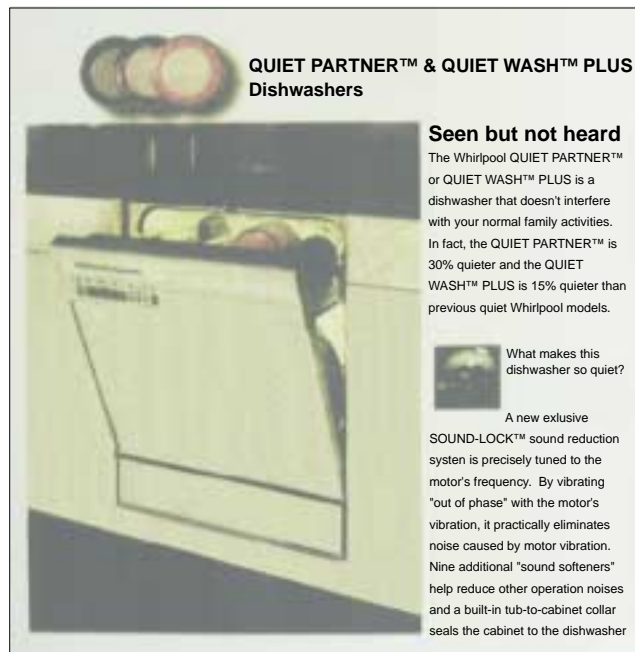 QUIET PARTNER™ & QUIET WASH™ PLUS
Dishwashers
Seen but not heard
The Whirlpool QUIET PARTNER™
or QUIET WASH™ PLUS is a
dishwasher that doesn't interfere
with your normal family activities.
In fact, the QUIET PARTNER™ is
30% quieter and the QUIET
WASH™ PLUS is 15% quieter than
previous quiet Whirlpool models.
What makes this
dishwasher so quiet?
A new exlusive
SOUND-LOCK™ sound reduction
systen is precisely tuned to the
motor's frequency. By vibrating
"out of phase" with the motor's
vibration, it practically eliminates
noise caused by motor vibration.
Nine additional "sound softeners"
help reduce other operation noises
and a built-in tub-to-cabinet collar
seals the cabinet to the dishwasher